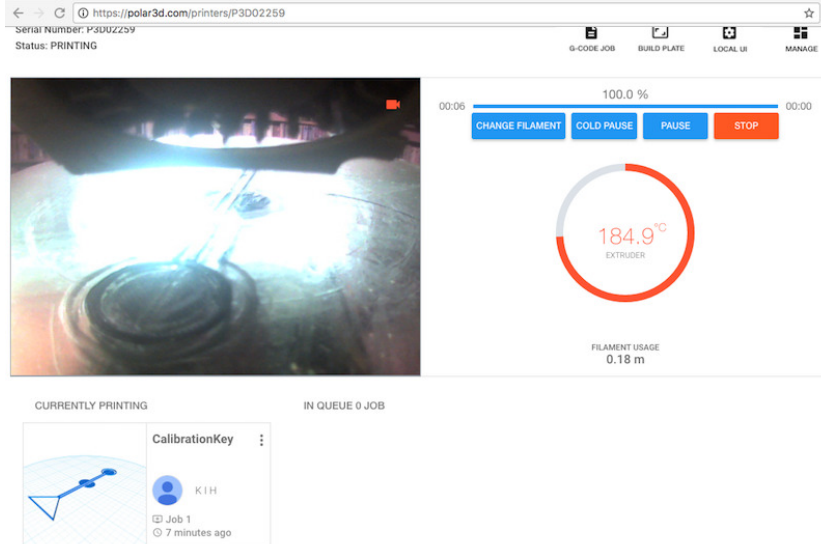 https://polar3d.com/printers/P3D02259
Serial Number: P3D02259
Status: PRINTING
G-CODE JOB
BUILD PLATE
LOCAL UI
MANAGE
100.0 %
00:06
00:00
CHANGE FILAMENT
COLD PAUSE
PAUSE
STOP
184.9°C
EXTRUDER
FILAMENT USAGE
0.18 m
CURRENTLY PRINTING
IN QUEUE 0 JOB
CalibrationKey
K I H
Job 1
7 minutes ago